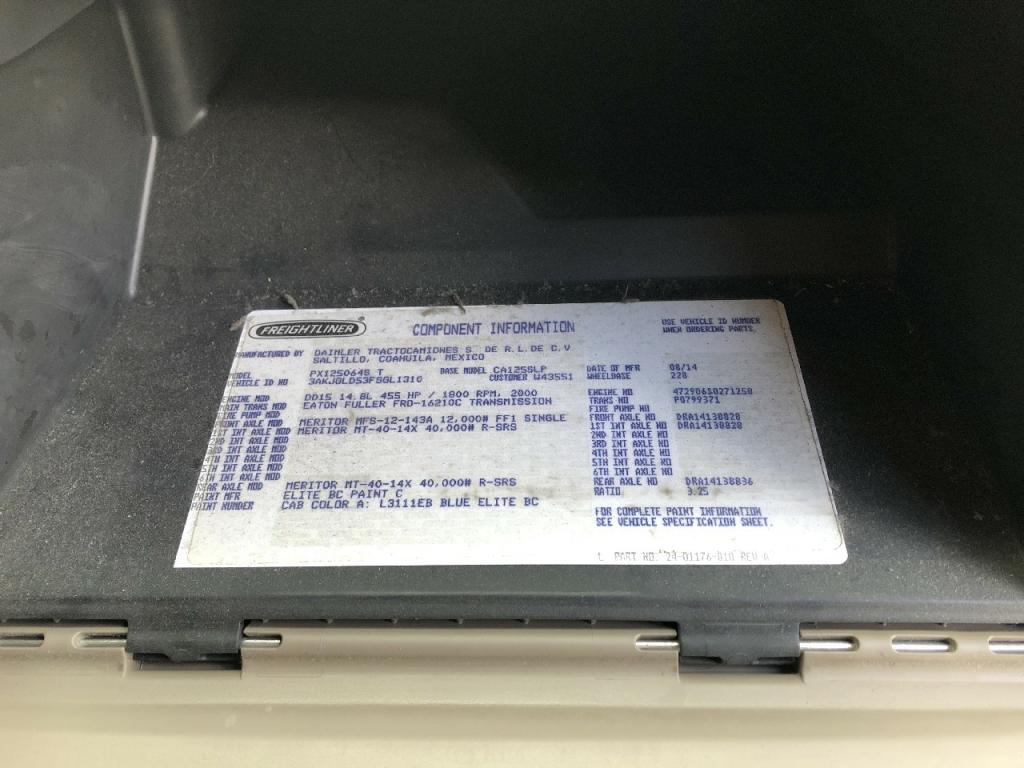 FREIGHTLINER
COMPONENT INFORMATION
USE VEHICLE ID NUMBER
WHEN ORDERING PARTS.
MANUFACTURED BY DAIMLER TRACTOCAMIONES S DE R.L.DE C.V
SALTILLO, COAHUILA, MEXICO
MODEL PX125064S T BASE MODEL CA125SLP DATE OF MFR 08/14
VEHICLE ID NO CUSTOMER W43551 WHEELBASE 228
ENGINE MOD DD15 14.8L 455 HP / 1800 RPM, 2000 ENGINE NO
MAIN TRANS MOD EATON FULLER FRO-16210C TRANSMISSION TRANS NO P0799371
FIRE PUMP MOD FIRE PUMP NO
FRONT AXLE MOD MERITOR MFS-12-143A 12,000# FF1 SINGLE FRONT AXLE NO DRA14138820
1ST INT AXLE MOD MERITOR MT-40-14X 40,000# R-SRS 1ST INT AXLE NO DRA14138828
2ND INT AXLE MOD 2ND INT AXLE NO
3RD INT AXLE MOD 3RD INT AXLE NO
4TH INT AXLE MOD 4TH INT AXLE NO
5TH INT AXLE MOD 5TH INT AXLE NO
6TH INT AXLE MOD 6TH INT AXLE NO
REAR AXLE MOD MERITOR MT-40-14X 40,000# R-SRS REAR AXLE NO DRA14138836
PAINT MFR ELITE BC PAINT C RATIO 3.25
PAINT NUMBER CAB COLOR A: L3111EB BLUE ELITE BC
FOR COMPLETE PAINT INFORMATION
SEE VEHICLE SPECIFICATION SHEET.
PART NO. 24-01176-010 REV A